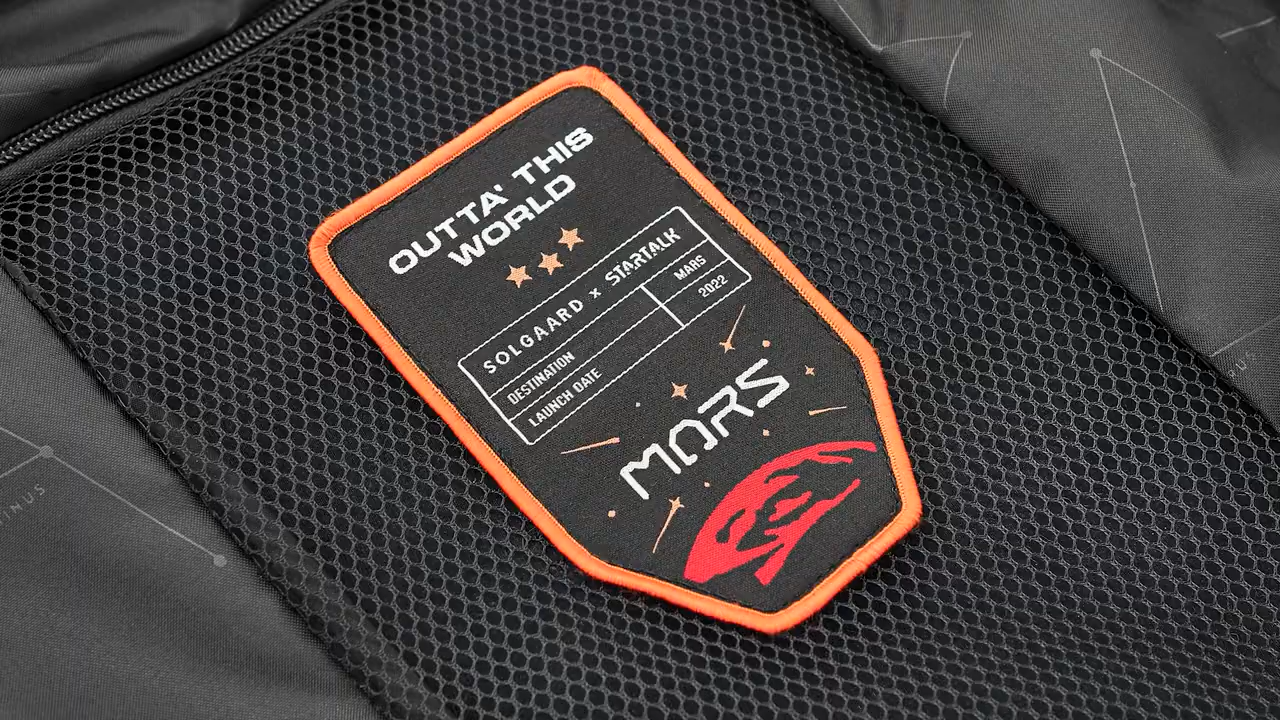 OUTTA' THIS
WORLD
SOLGAARD x STARTALK
DESTINATION MARS
LAUNCH DATE 2022
MARS